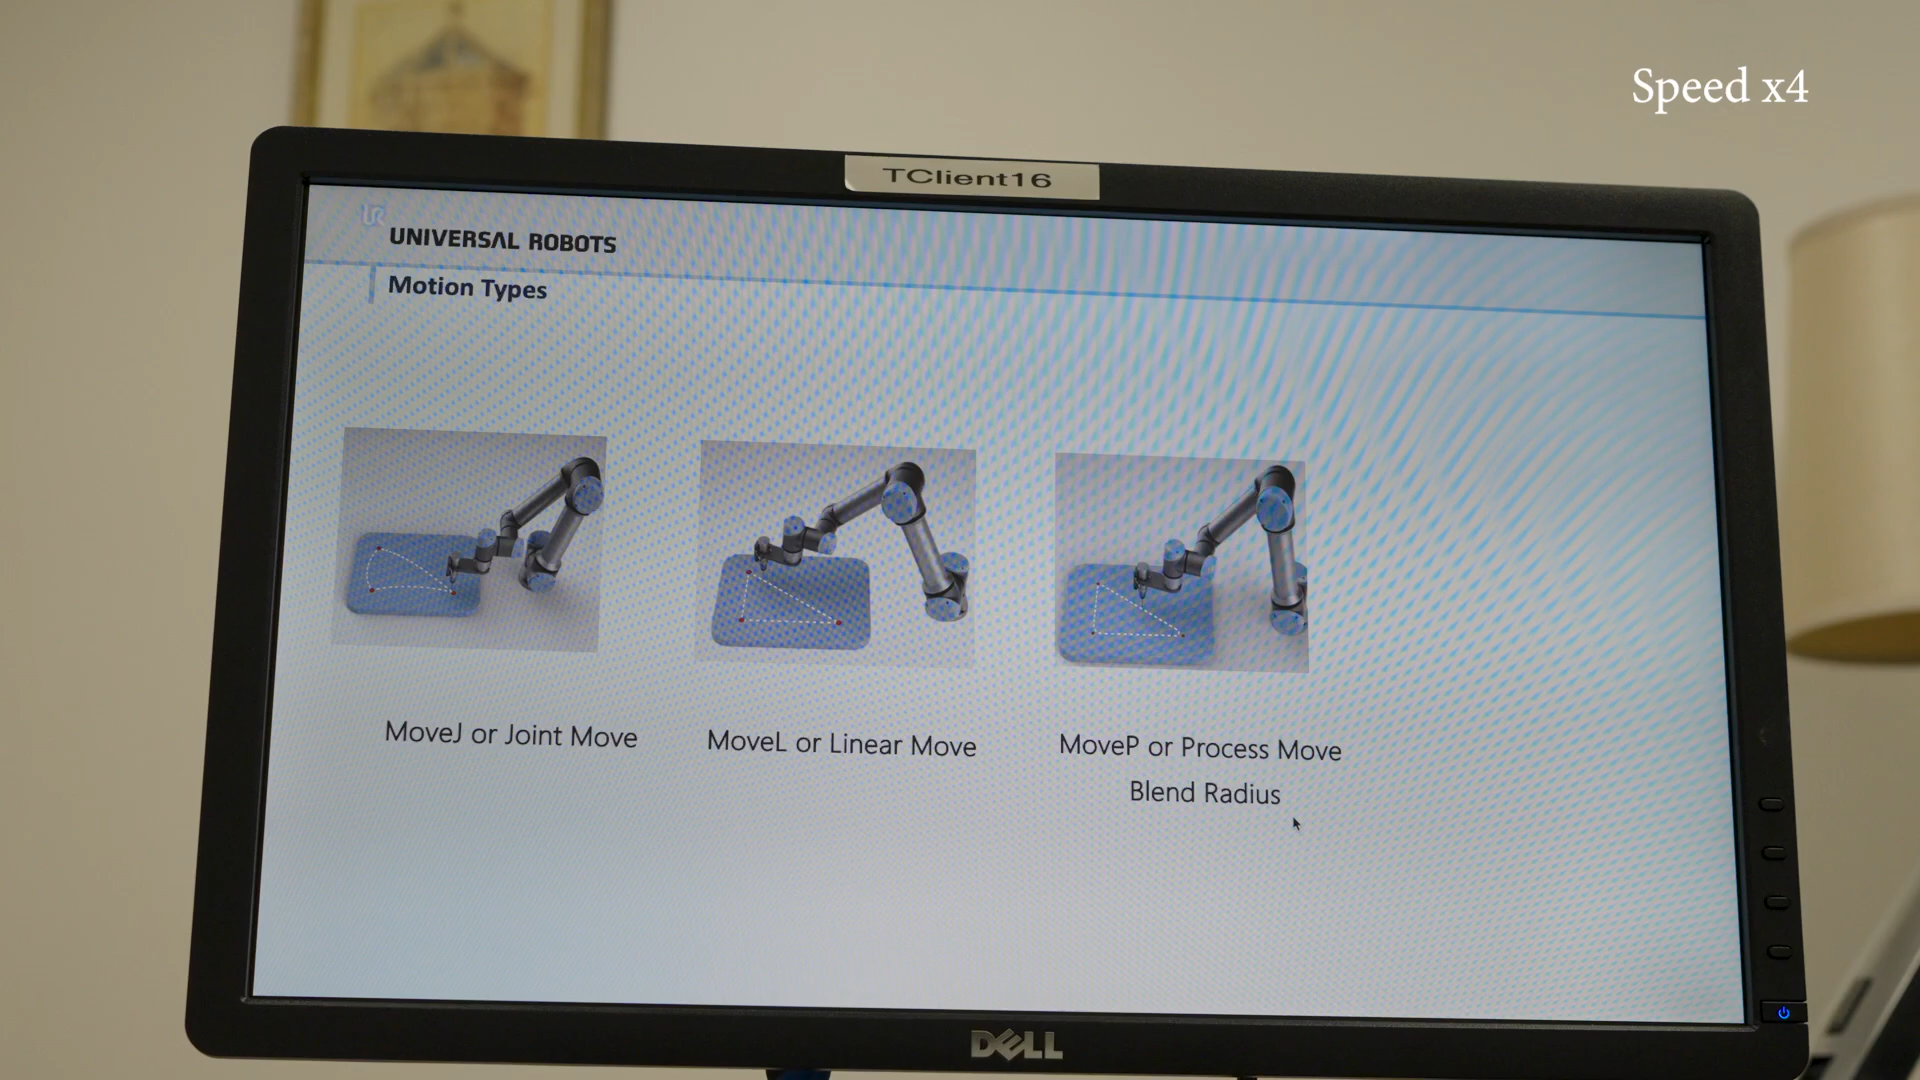 Speed x4
TClient16
UR
UNIVERSAL ROBOTS
Motion Types
MoveJ or Joint Move
MoveL or Linear Move
MoveP or Process Move
Blend Radius
DELL